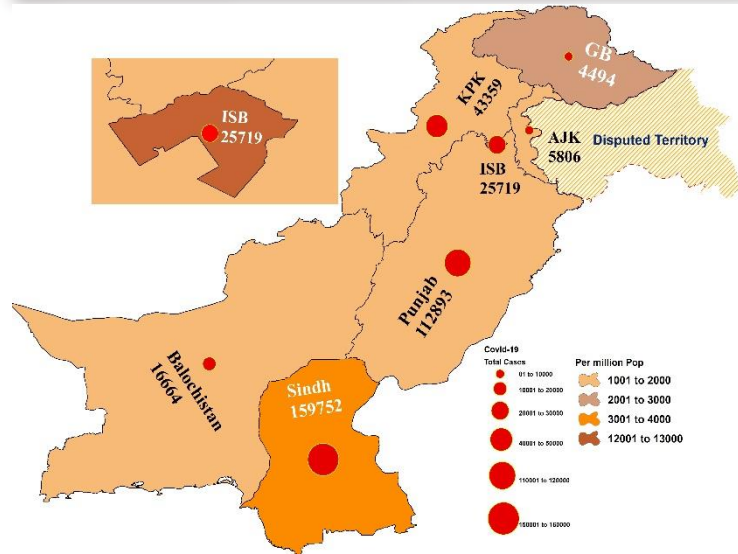 GB
4494
KPK
43359
ISB
25719
AJK
5806
Disputed Territory
ISB
25719
Punjab
112893
Balochistan
16664
Sindh
159752
Covid-19
Total Cases
01 to 10000
10001 to 20000
20001 to 30000
40001 to 50000
110001 to 120000
150001 to 160000
Per million Pop
1001 to 2000
2001 to 3000
3001 to 4000
12001 to 13000